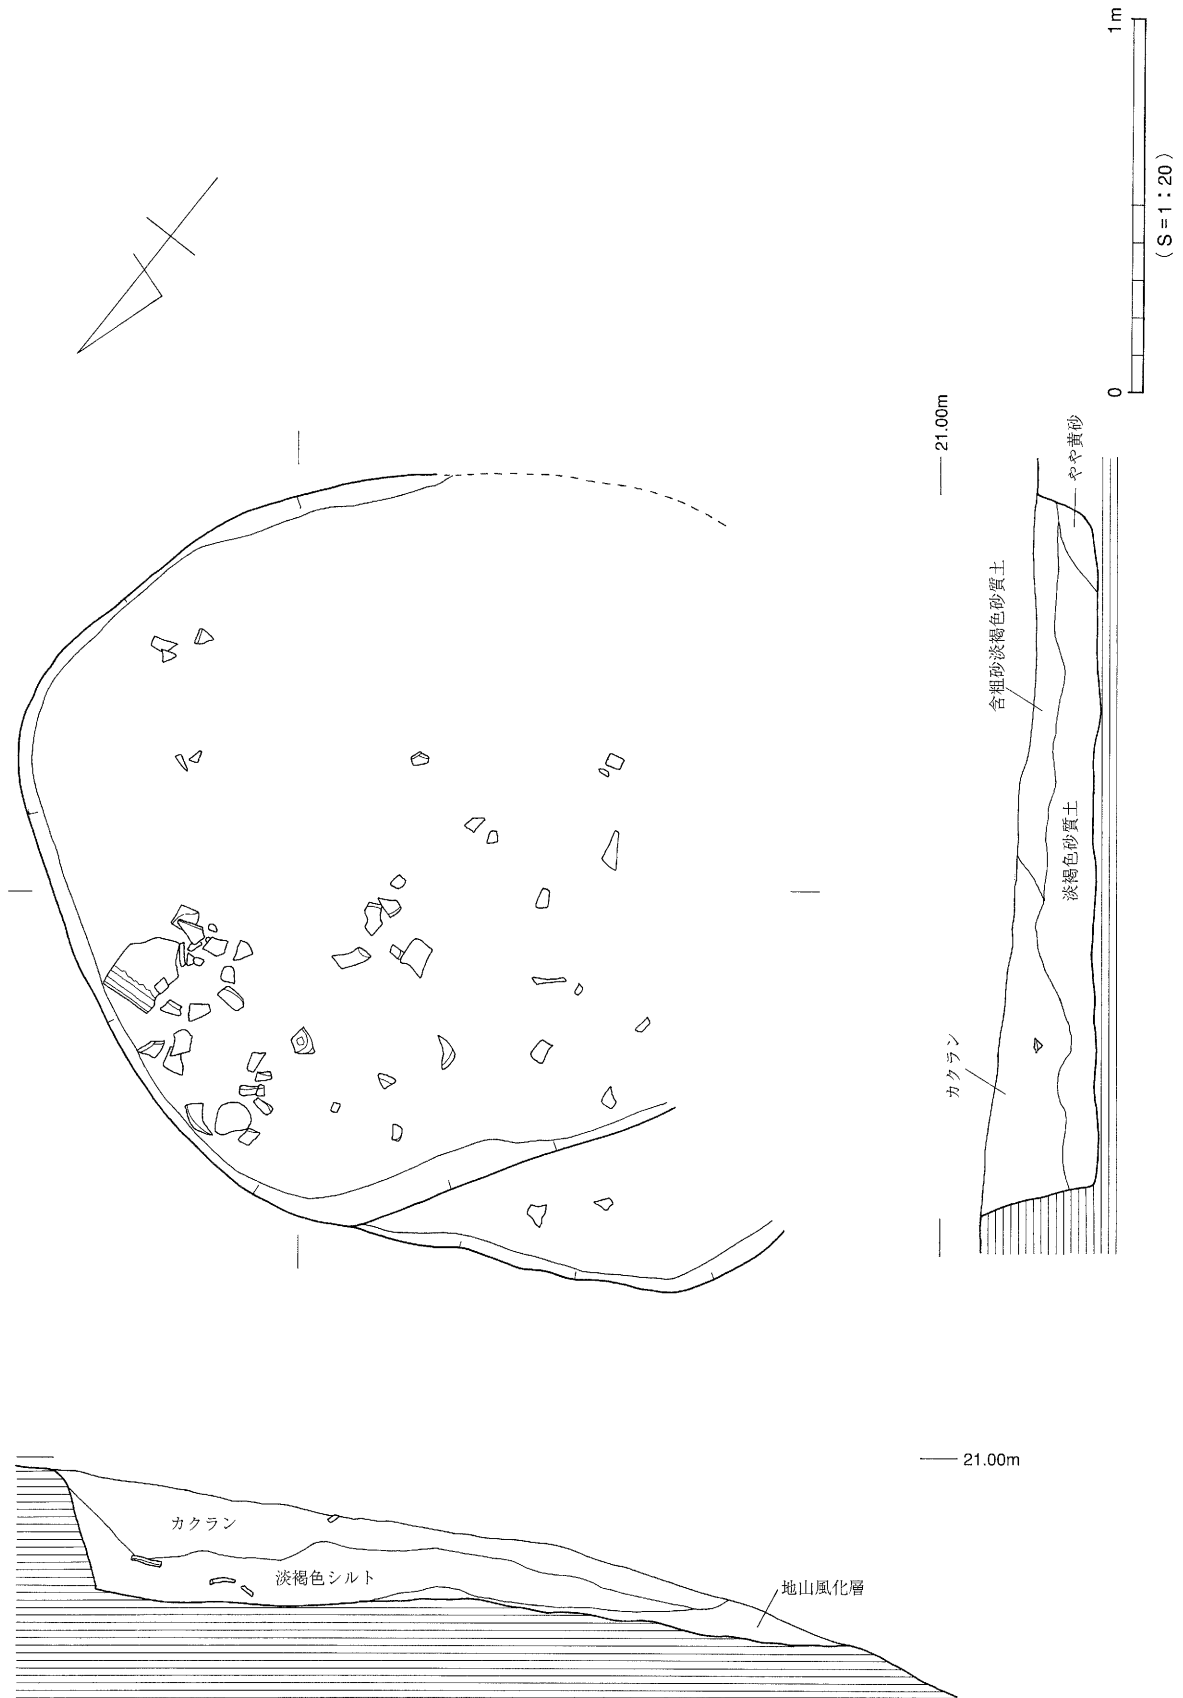 1m
(S=1:20)
0
21.00m
やや黄砂
含粗砂淡褐色砂質土
淡褐色砂質土
カクラン
21.00m
カクラン
淡褐色シルト
地山風化層